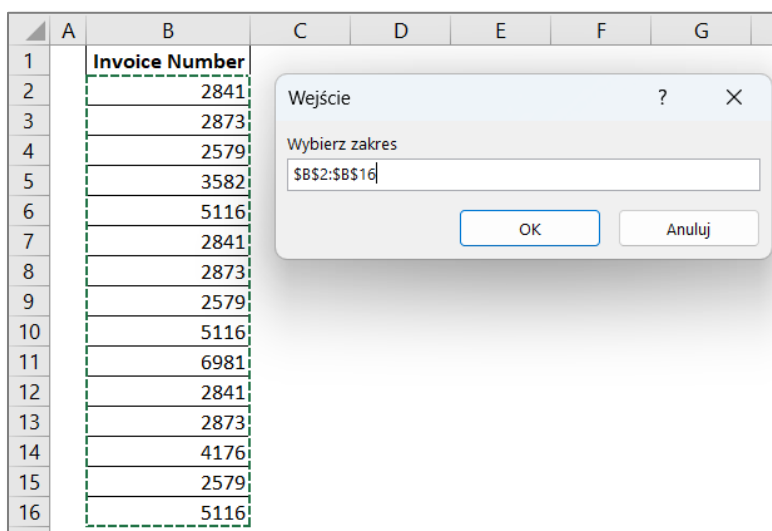 A B C D E F G
1 Invoice Number
2 2841
3 2873
4 2579
5 3582
6 5116
7 2841
8 2873
9 2579
10 5116
11 6981
12 2841
13 2873
14 4176
15 2579
16 5116
Wejście ?
Wybierz zakres
$B$2:$B$16
OK Anuluj